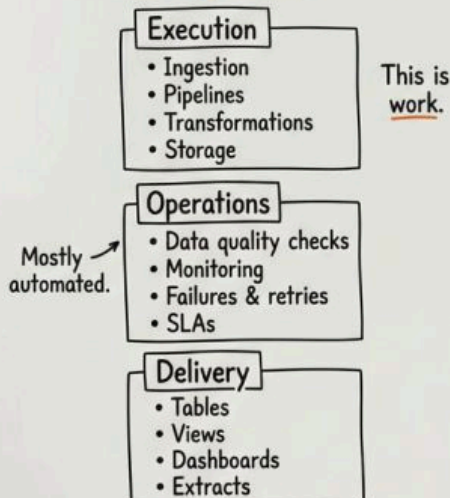 Execution
• Ingestion
• Pipelines
• Transformations
• Storage
This is
work.
Operations
Mostly
automated.
• Data quality checks
• Monitoring
• Failures & retries
• SLAs
Delivery
• Tables
• Views
• Dashboards
• Extracts